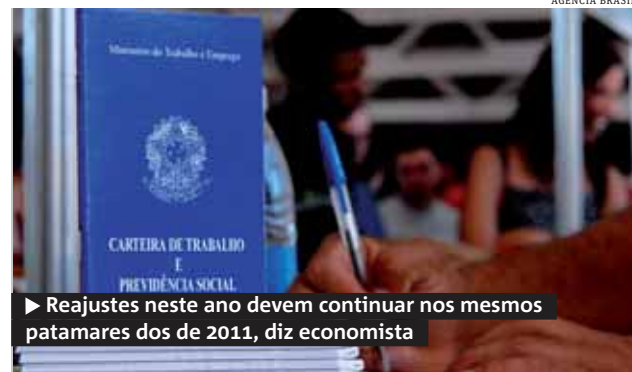 AGÊNCIA BRASIL
Ministério do Trabalho e Emprego
CARTEIRA DE TRABALHO
E
PREVIDÊNCIA SOCIAL
▶ Reajustes neste ano devem continuar nos mesmos
patamares dos de 2011, diz economista